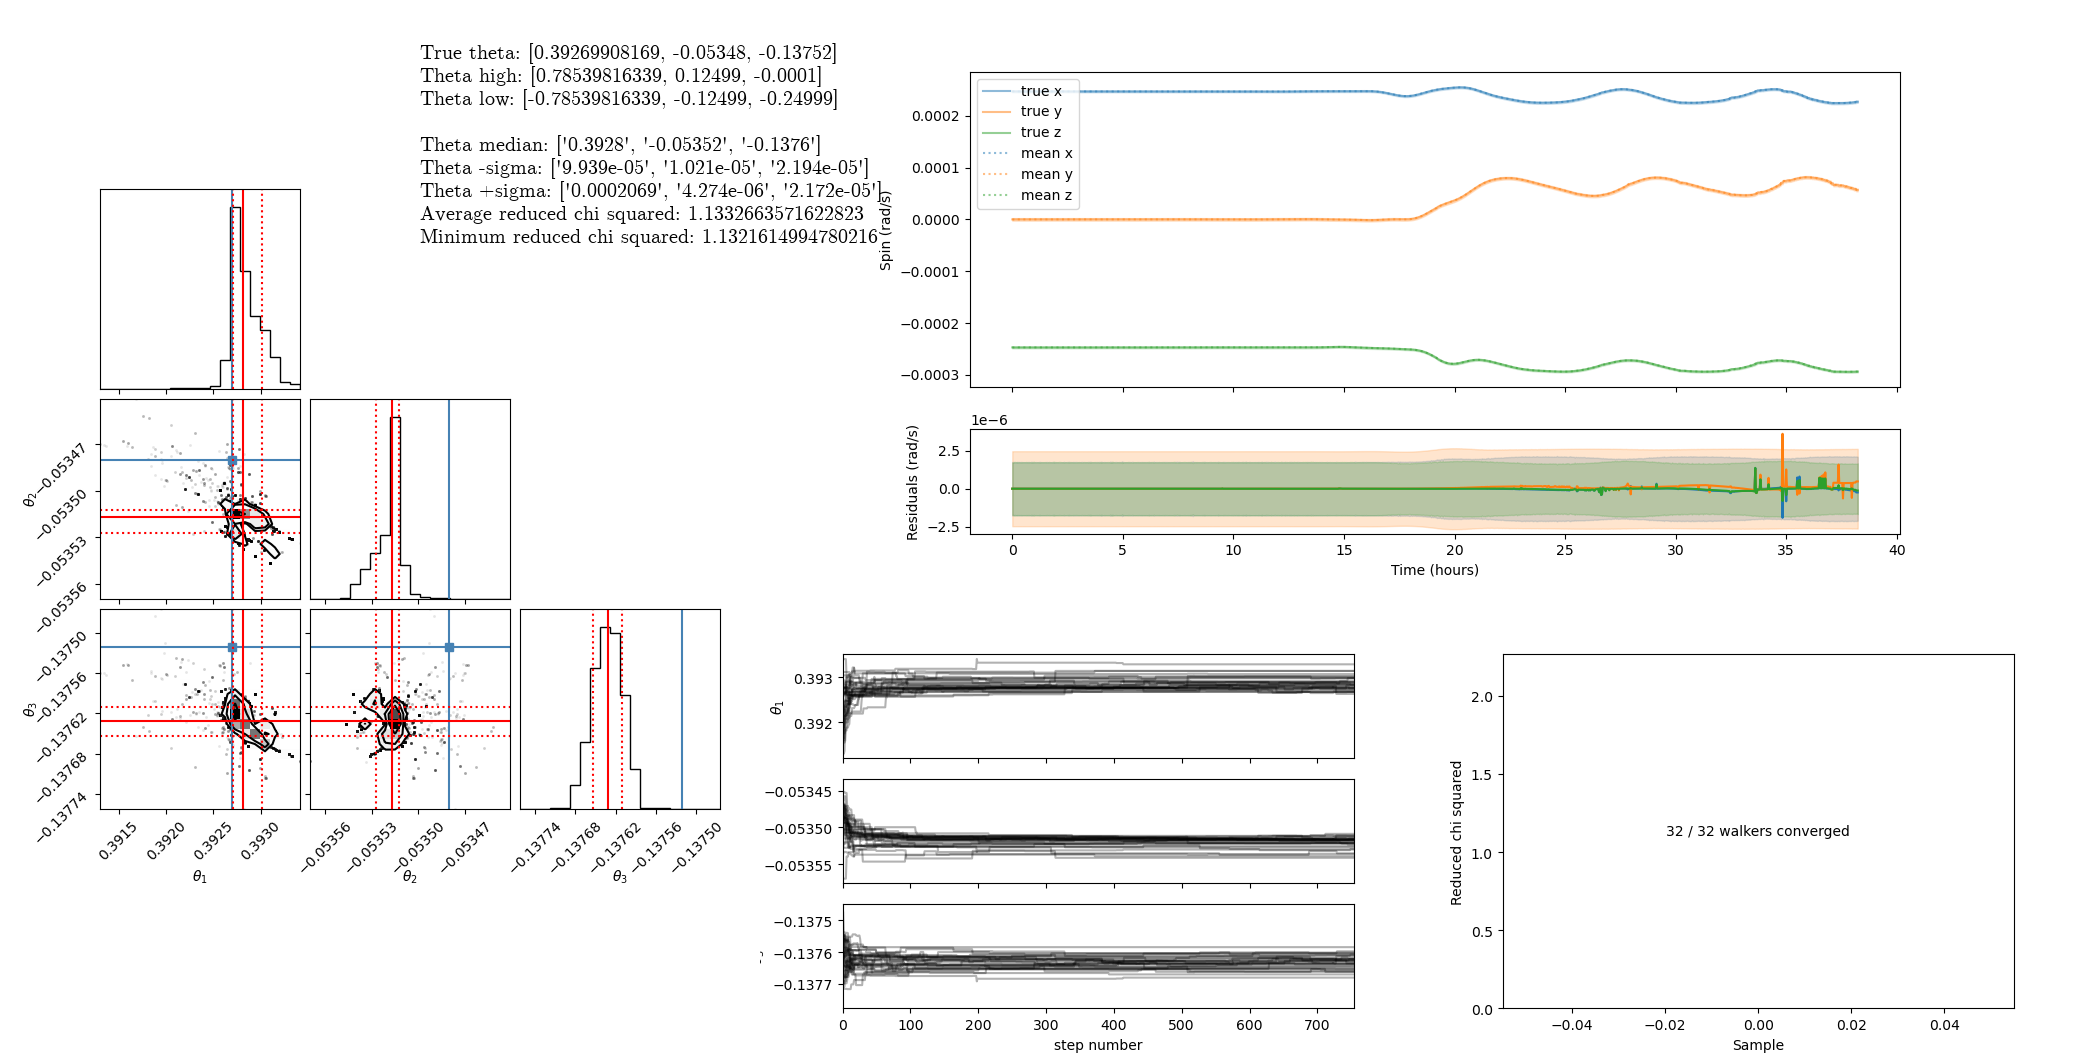 True theta: [0.39269908169, -0.05348, -0.13752]
Theta high: [0.78539816339, 0.12499, -0.0001]
Theta low: [-0.78539816339, -0.12499, -0.24999]
Theta median: ['0.3928', '-0.05352', '-0.1376']
Theta -sigma: ['9.939e-05', '1.021e-05', '2.194e-05']
Theta +sigma: ['0.0002069', '4.274e-06', '2.172e-05']
Average reduced chi squared: 1.1332663571622823
Minimum reduced chi squared: 1.1321614994780216
true x
true y
true z
mean x
mean y
mean z
0.0002
0.0001
0.0000
−0.0001
−0.0002
−0.0003
Spin (rad/s)
1e−6
2.5
0.0
−2.5
Residuals (rad/s)
0 5 10 15 20 25 30 35 40
Time (hours)
θ2
−0.05347
−0.05350
−0.05353
−0.05356
θ3
−0.13750
−0.13756
−0.13762
−0.13768
−0.13774
0.3915 0.3920 0.3925 0.3930
θ1
−0.05356 −0.05353 −0.05350 −0.05347
θ2
−0.13774 −0.13768 −0.13762 −0.13756 −0.13750
θ3
θ1
0.393
0.392
−0.05345
−0.05350
−0.05355
−0.1375
−0.1376
−0.1377
0 100 200 300 400 500 600 700
step number
Reduced chi squared
2.0
1.5
1.0
0.5
0.0
32 / 32 walkers converged
−0.04 −0.02 0.00 0.02 0.04
Sample